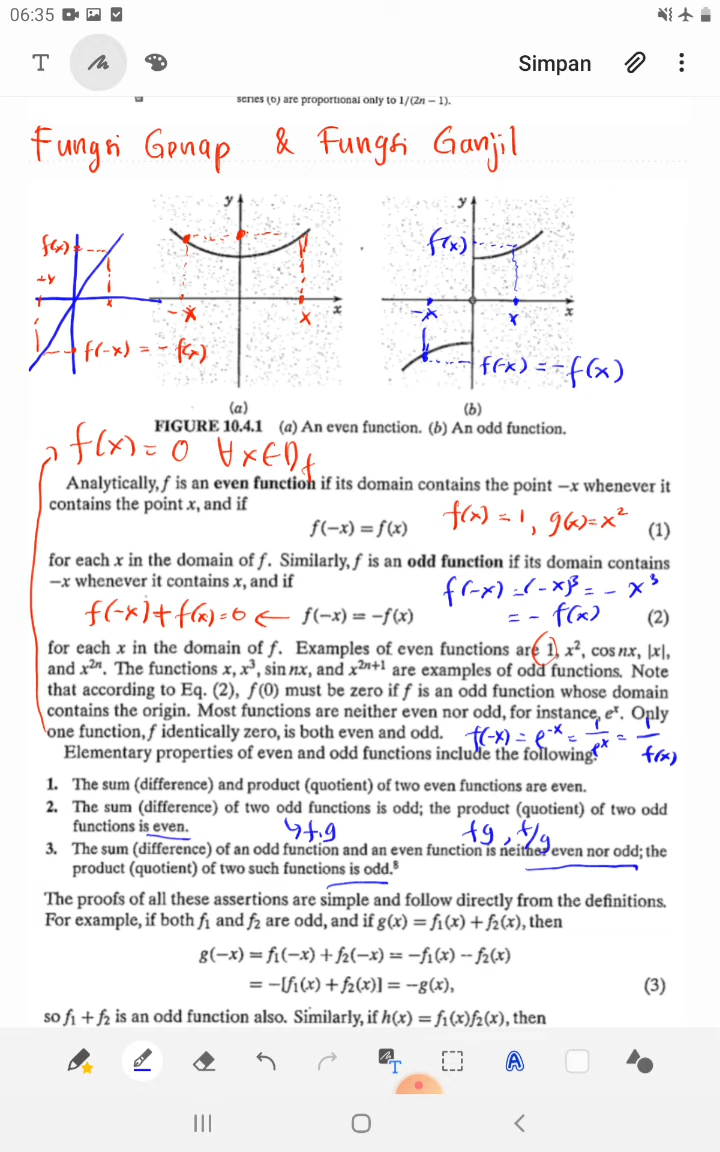 06:35
T
Simpan
series (6) are proportional only to 1/(2n − 1).
Fungsi Genap & Fungsi Ganjil
y
y
f(x)
f(x)
-x
-x
x
x
-x
x
x
f(-x) = - f(x)
f(-x) = -f(x)
(a)
(b)
FIGURE 10.4.1 (a) An even function. (b) An odd function.
f(x) = 0 ∀x∈D_f
Analytically, f is an even function if its domain contains the point −x whenever it
contains the point x, and if
f(−x) = f(x) f(x) = 1, g(x)=x² (1)
for each x in the domain of f. Similarly, f is an odd function if its domain contains
−x whenever it contains x, and if f(-x) = (-x)³ = - x³
f(-x)+f(x)=0 ← f(−x) = −f(x) = - f(x) (2)
for each x in the domain of f. Examples of even functions are 1, x², cos nx, |x|,
and x²ⁿ. The functions x, x³, sin nx, and x²ⁿ⁺¹ are examples of odd functions. Note
that according to Eq. (2), f(0) must be zero if f is an odd function whose domain
contains the origin. Most functions are neither even nor odd, for instance, eˣ. Only
one function, f identically zero, is both even and odd. f(-x) = e⁻ˣ = 1/eˣ = 1/f(x)
Elementary properties of even and odd functions include the following:
1. The sum (difference) and product (quotient) of two even functions are even.
2. The sum (difference) of two odd functions is odd; the product (quotient) of two odd
functions is even. ↳ f, g fg, f/g
3. The sum (difference) of an odd function and an even function is neither even nor odd; the
product (quotient) of two such functions is odd.⁸
The proofs of all these assertions are simple and follow directly from the definitions.
For example, if both f₁ and f₂ are odd, and if g(x) = f₁(x) + f₂(x), then
g(−x) = f₁(−x) + f₂(−x) = −f₁(x) − f₂(x)
= −[f₁(x) + f₂(x)] = −g(x), (3)
so f₁ + f₂ is an odd function also. Similarly, if h(x) = f₁(x)f₂(x), then
T
A